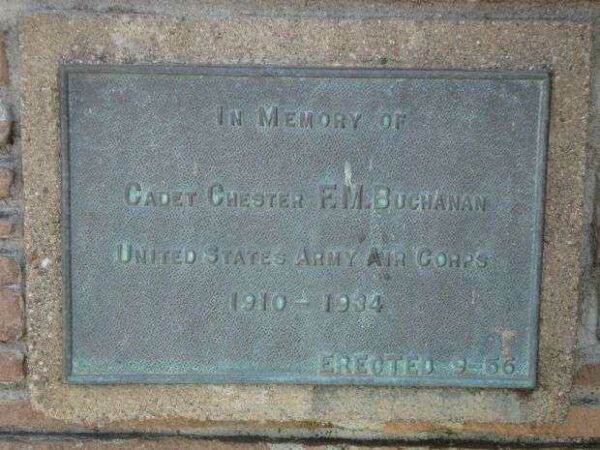 In Memory of
Cadet Chester F.M. Buchanan
United States Army Air Corps
1910 - 1934
Erected 9-56